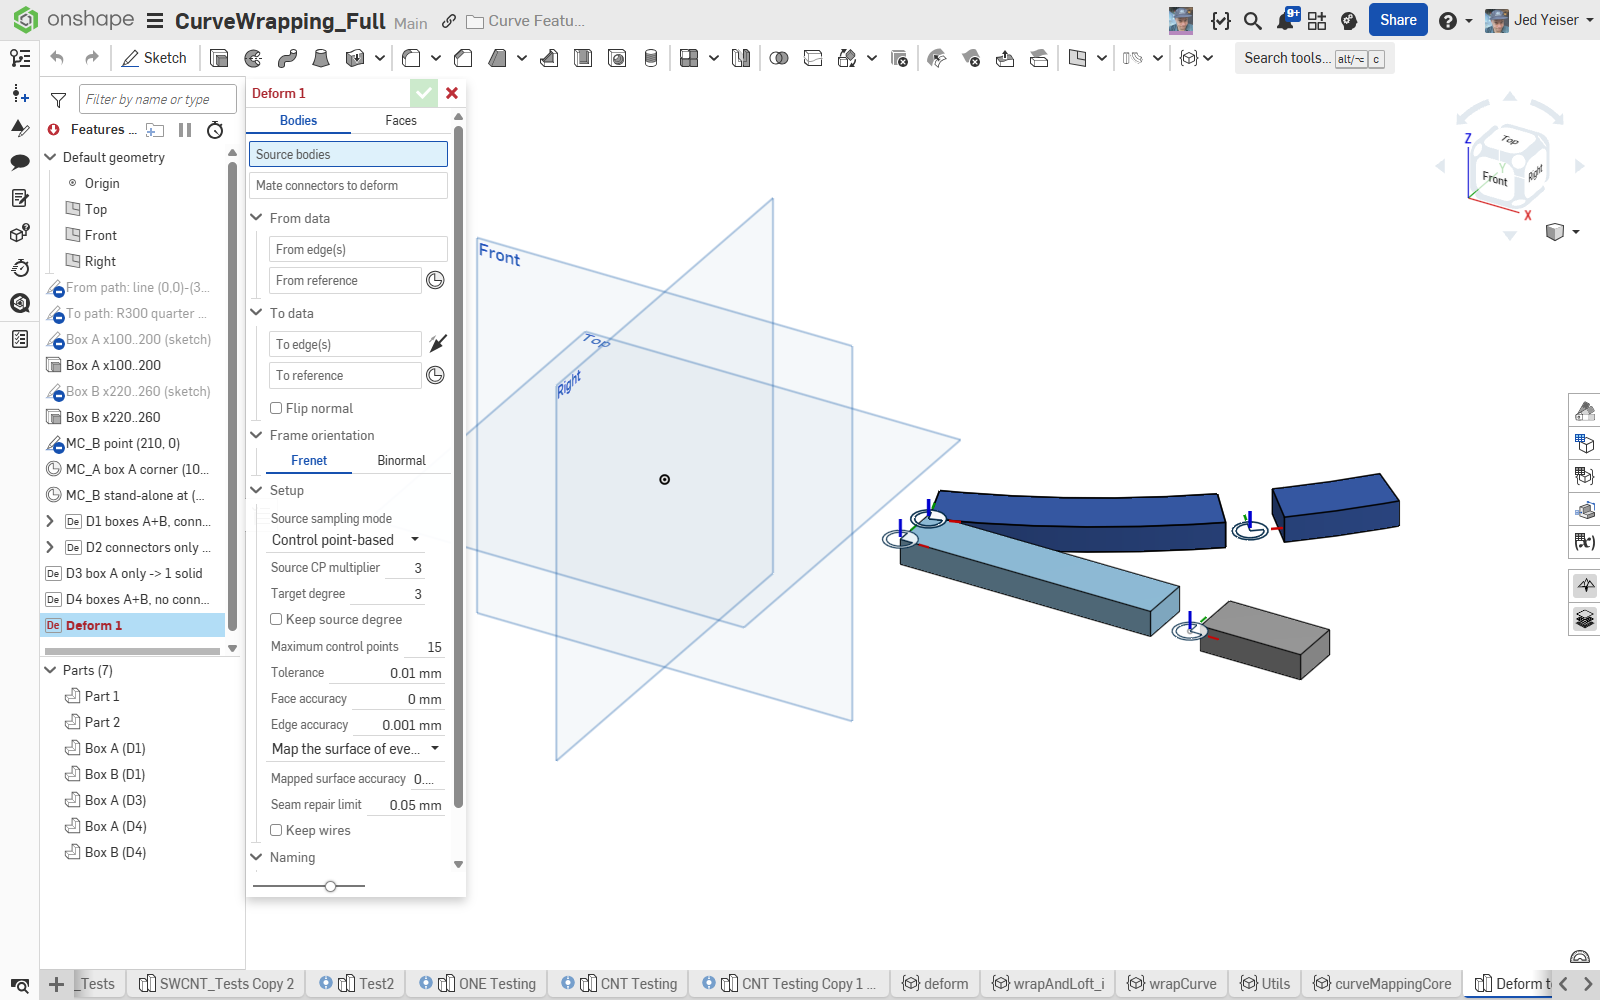 onshape
CurveWrapping_Full
Main
Curve Featu...
9+
Share
Jed Yeiser
Sketch
Search tools...
alt/⌥
c
Filter by name or type
Features ...
Default geometry
Origin
Top
Front
Right
From path: line (0,0)-(3...
To path: R300 quarter ...
Box A x100..200 (sketch)
Box A x100..200
Box B x220..260 (sketch)
Box B x220..260
MC_B point (210, 0)
MC_A box A corner (10...
MC_B stand-alone at (...
De D1 boxes A+B, conn...
De D2 connectors only ...
De D3 box A only -> 1 solid
De D4 boxes A+B, no conn...
De Deform 1
Parts (7)
Part 1
Part 2
Box A (D1)
Box B (D1)
Box A (D3)
Box A (D4)
Box B (D4)
Deform 1
Bodies
Faces
Source bodies
Mate connectors to deform
From data
From edge(s)
From reference
To data
To edge(s)
To reference
Flip normal
Frame orientation
Frenet
Binormal
Setup
Source sampling mode
Control point-based
Source CP multiplier 3
Target degree 3
Keep source degree
Maximum control points 15
Tolerance 0.01 mm
Face accuracy 0 mm
Edge accuracy 0.001 mm
Map the surface of eve...
Mapped surface accuracy 0....
Seam repair limit 0.05 mm
Keep wires
Naming
Front
Top
Right
Z
Top
Y
Front
Right
X
_Tests
SWCNT_Tests Copy 2
Test2
ONE Testing
CNT Testing
CNT Testing Copy 1 ...
deform
wrapAndLoft_i
wrapCurve
Utils
curveMappingCore
Deform t